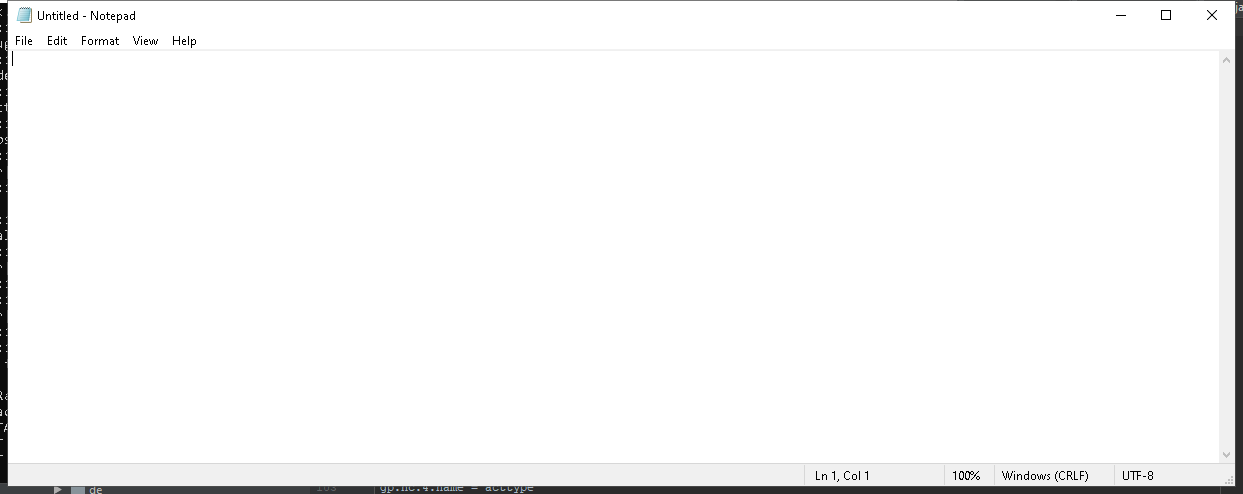 Untitled - Notepad
File Edit Format View Help
Ln 1, Col 1 100% Windows (CRLF) UTF-8
de
gp.nc.4.name = acctype